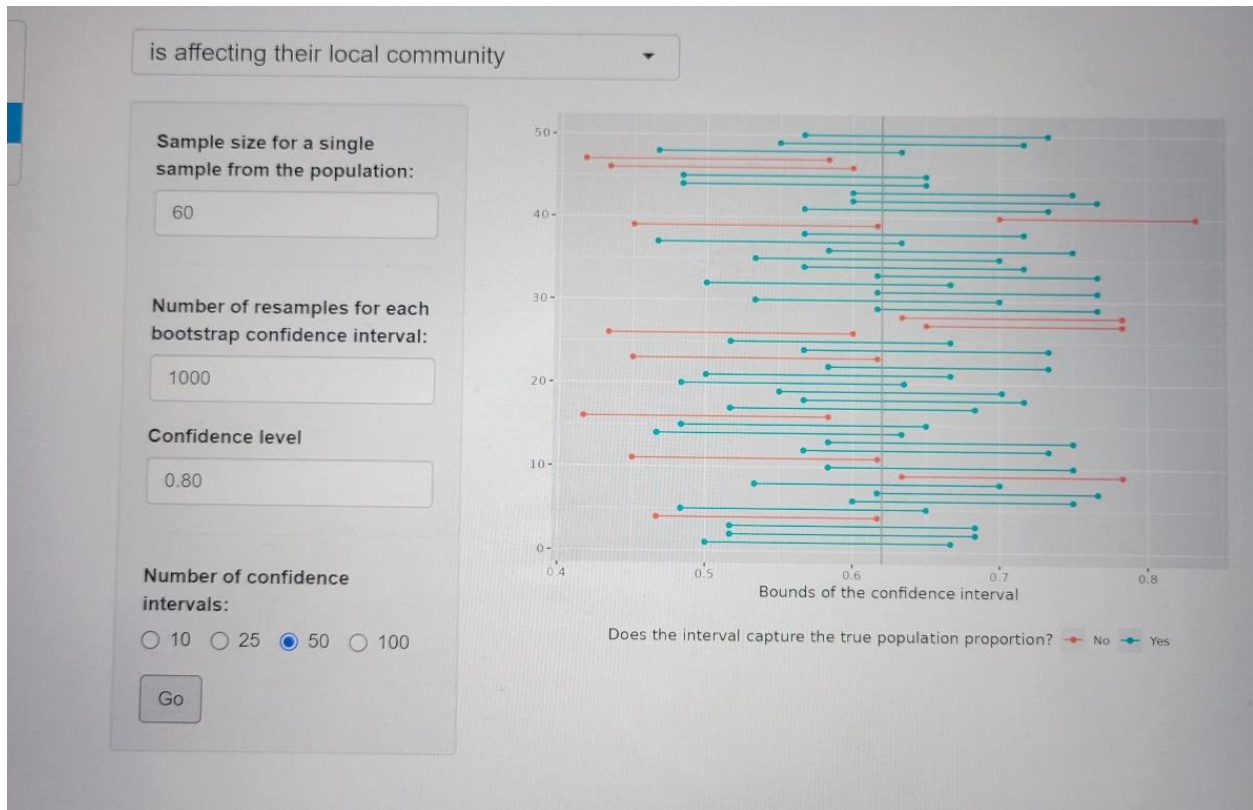 is affecting their local community
Sample size for a single
sample from the population:
60
Number of resamples for each
bootstrap confidence interval:
1000
Confidence level
0.80
Number of confidence
intervals:
10 25 50 100
Go
50
40
30
20
10
0
0.4 0.5 0.6 0.7 0.8
Bounds of the confidence interval
Does the interval capture the true population proportion? No Yes